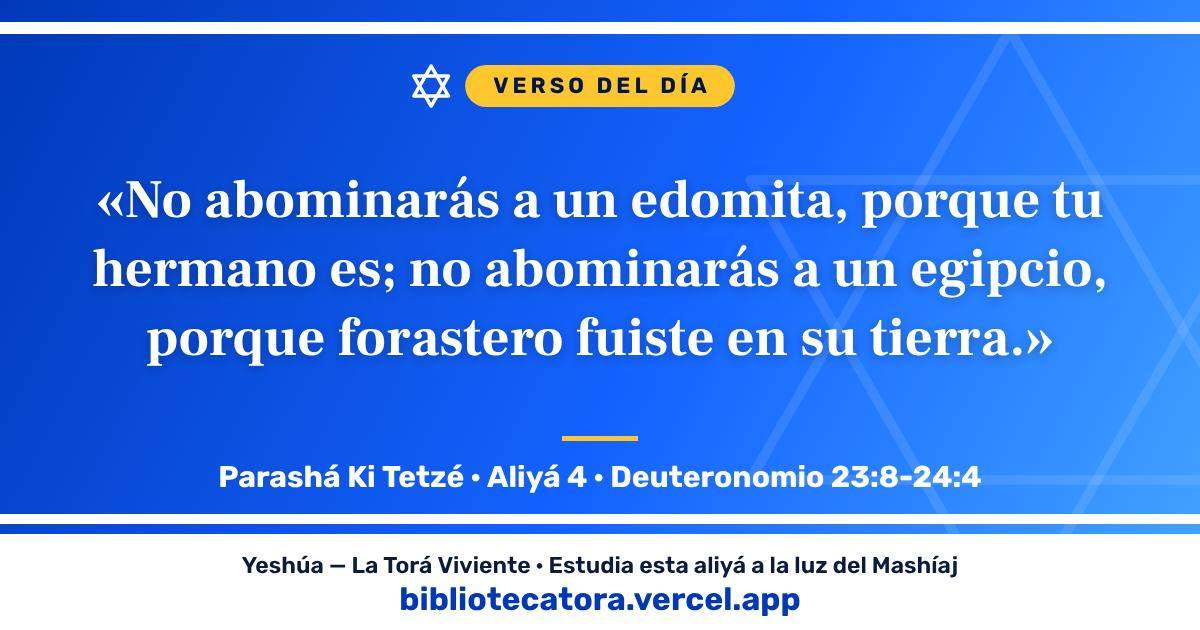 VERSO DEL DÍA
«No abominarás a un edomita, porque tu
hermano es; no abominarás a un egipcio,
porque forastero fuiste en su tierra.»
Parashá Ki Tetzé • Aliyá 4 • Deuteronomio 23:8–24:4
Yeshúa — La Torá Viviente • Estudia esta aliyá a la luz del Mashíaj
bibliotecatora.vercel.app